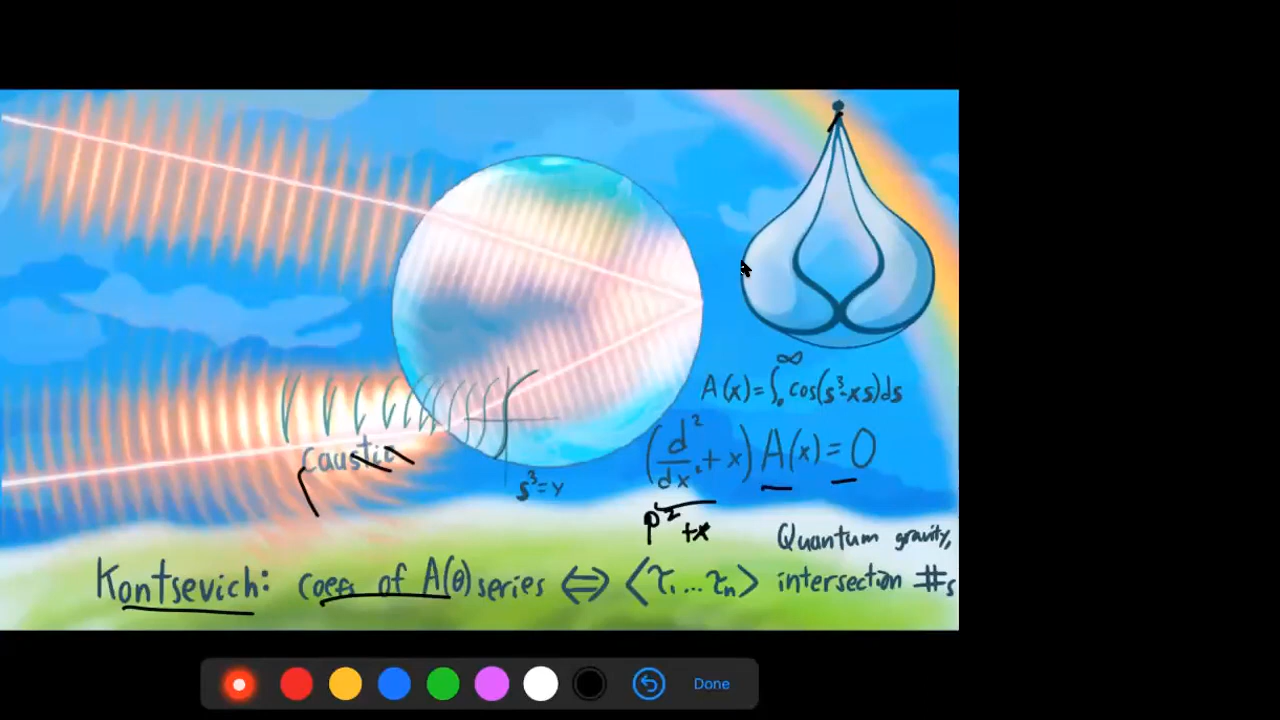 A(x)=∫₀^∞ cos(s³-xs)ds
(d²/dx² + x) A(x) = 0
Caustic
s³=y
p²+x
Quantum gravity,
Kontsevich: coefs of A(θ) series ⟺ ⟨τ₁...τₙ⟩ intersection #s
Done